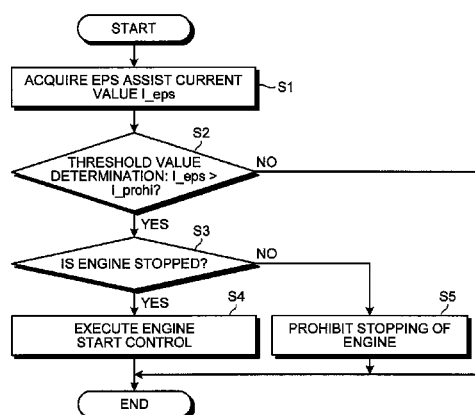 START
ACQUIRE EPS ASSIST CURRENT
VALUE I_eps
S1
S2
THRESHOLD VALUE
DETERMINATION: I_eps >
I_prohi?
NO
YES
S3
IS ENGINE STOPPED?
NO
YES
S4
EXECUTE ENGINE
START CONTROL
S5
PROHIBIT STOPPING OF
ENGINE
END